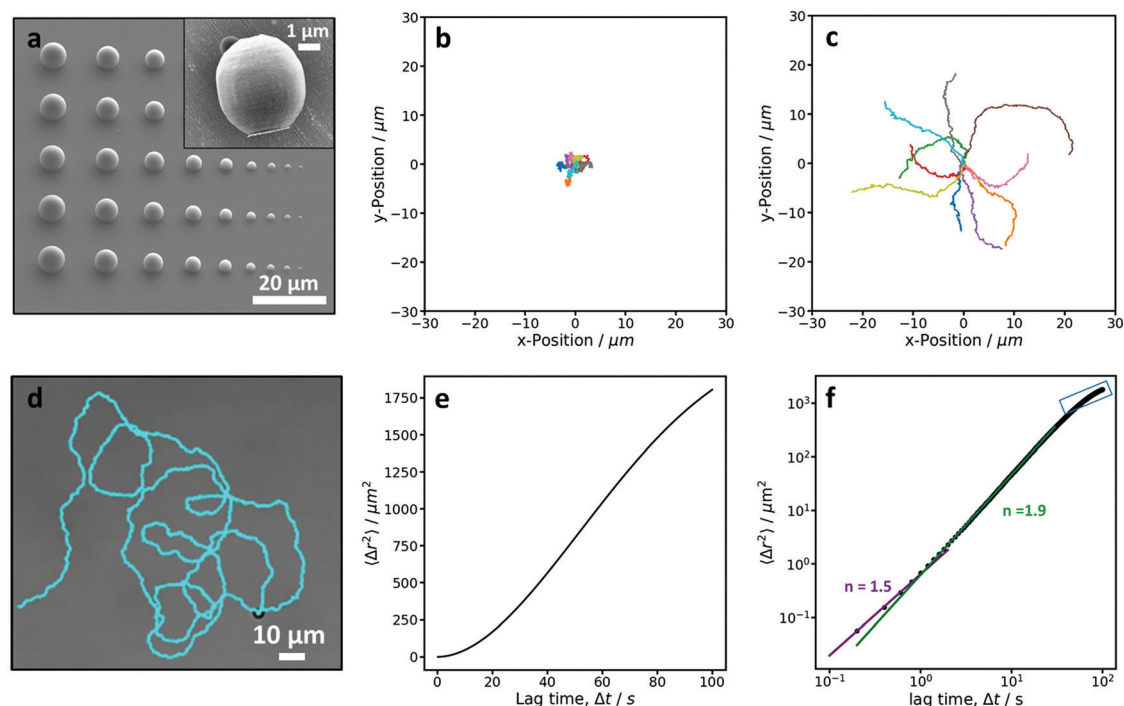 a
1 μm
20 μm
b
30
20
10
0
−10
−20
−30
−30
−20
−10
0
10
20
30
y-Position / μm
x-Position / μm
c
30
20
10
0
−10
−20
−30
−30
−20
−10
0
10
20
30
y-Position / μm
x-Position / μm
d
10 μm
e
1750
1500
1250
1000
750
500
250
0
0
20
40
60
80
100
⟨Δr²⟩ / μm²
Lag time, Δt / s
f
10³
10²
10¹
10⁰
10⁻¹
10⁻¹
10⁰
10¹
10²
⟨Δr²⟩ / μm²
n =1.9
n = 1.5
lag time, Δt / s